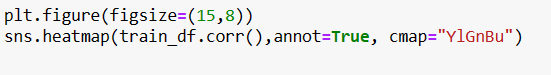 plt.figure(figsize=(15,8))
sns.heatmap(train_df.corr(),annot=True, cmap="YlGnBu")